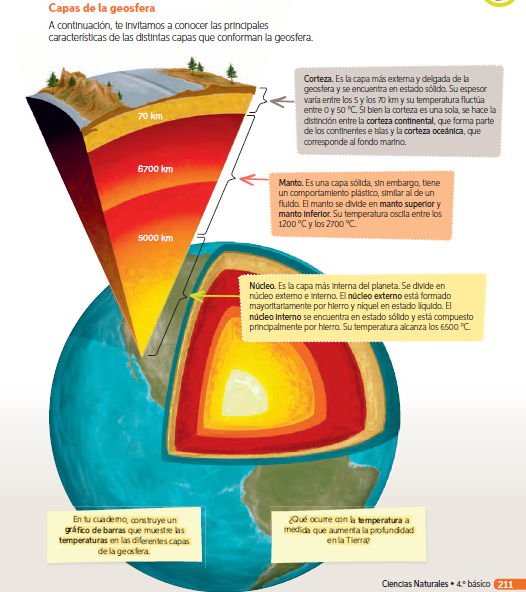 Capas de la geosfera
A continuación, te invitamos a conocer las principales
características de las distintas capas que conforman la geosfera.
Corteza. Es la capa más externa y delgada de la
geosfera y se encuentra en estado sólido. Su espesor
varía entre los 5 y los 70 km y su temperatura fluctúa
entre 0 y 50 °C. Si bien la corteza es una sola, se hace la
distinción entre la corteza continental, que forma parte
de los continentes e islas y la corteza oceánica, que
corresponde al fondo marino.
70 km
6700 km
Manto. Es una capa sólida, sin embargo, tiene
un comportamiento plástico, similar al de un
fluido. El manto se divide en manto superior y
manto inferior. Su temperatura oscila entre los
1200 °C y los 2700 °C.
5000 km
Núcleo. Es la capa más interna del planeta. Se divide en
núcleo externo e interno. El núcleo externo está formado
mayoritariamente por hierro y níquel en estado líquido. El
núcleo interno se encuentra en estado sólido y está compuesto
principalmente por hierro. Su temperatura alcanza los 6500 °C.
En tu cuaderno, construye un
gráfico de barras que muestre las
temperaturas en las diferentes capas
de la geosfera.
¿Qué ocurre con la temperatura a
medida que aumenta la profundidad
en la Tierra?
Ciencias Naturales • 4.° básico 211